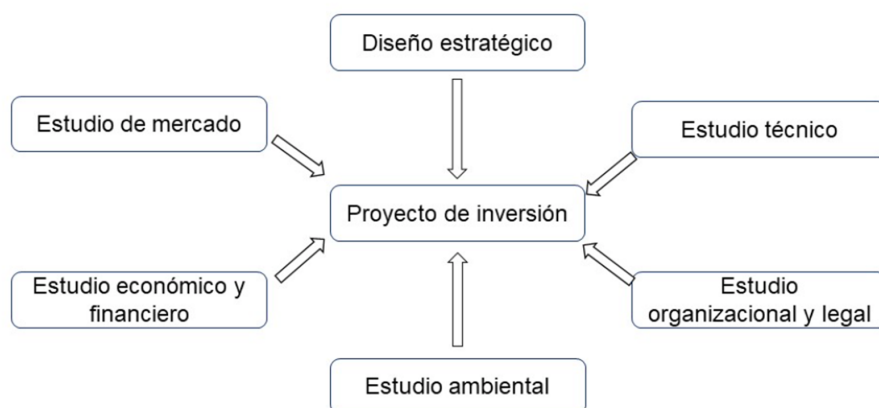 Diseño estratégico
Estudio de mercado
Estudio técnico
Proyecto de inversión
Estudio económico y
financiero
Estudio
organizacional y legal
Estudio ambiental